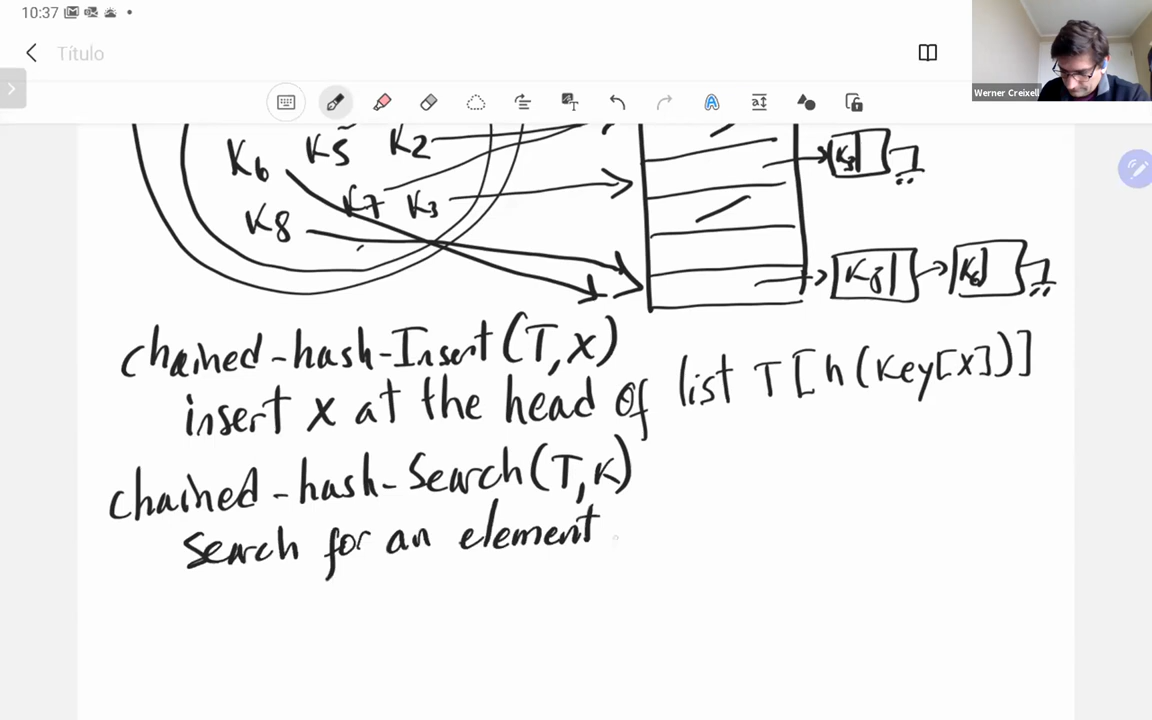 10:37
Título
Werner Creixell
K6 K5 K2
K7 K3
K8
K3
K8 K6
chained-hash-Insert(T,x)
insert x at the head of list T[h(key[x])]
chained-hash-Search(T,K)
Search for an element